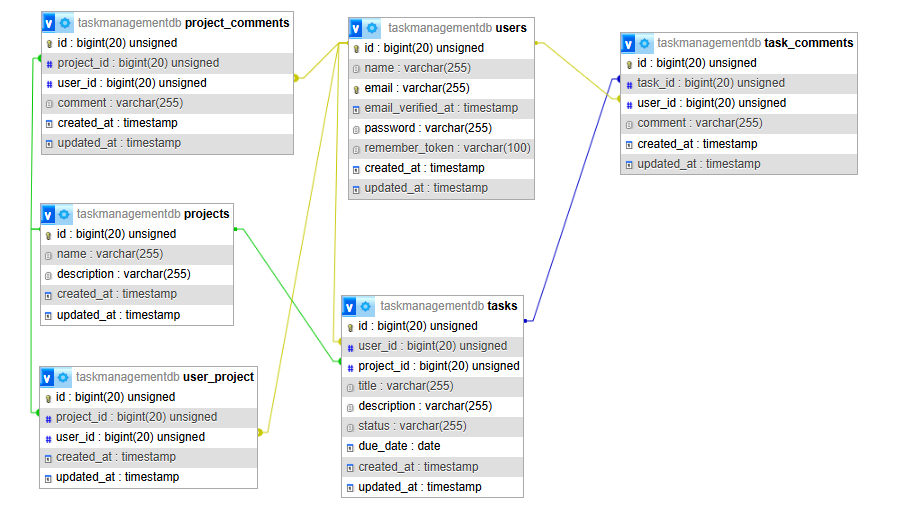 taskmanagementdb project_comments
id : bigint(20) unsigned
project_id : bigint(20) unsigned
user_id : bigint(20) unsigned
comment : varchar(255)
created_at : timestamp
updated_at : timestamp
taskmanagementdb users
id : bigint(20) unsigned
name : varchar(255)
email : varchar(255)
email_verified_at : timestamp
password : varchar(255)
remember_token : varchar(100)
created_at : timestamp
updated_at : timestamp
taskmanagementdb task_comments
id : bigint(20) unsigned
task_id : bigint(20) unsigned
user_id : bigint(20) unsigned
comment : varchar(255)
created_at : timestamp
updated_at : timestamp
taskmanagementdb projects
id : bigint(20) unsigned
name : varchar(255)
description : varchar(255)
created_at : timestamp
updated_at : timestamp
taskmanagementdb tasks
id : bigint(20) unsigned
user_id : bigint(20) unsigned
project_id : bigint(20) unsigned
title : varchar(255)
description : varchar(255)
status : varchar(255)
due_date : date
created_at : timestamp
updated_at : timestamp
taskmanagementdb user_project
id : bigint(20) unsigned
project_id : bigint(20) unsigned
user_id : bigint(20) unsigned
created_at : timestamp
updated_at : timestamp